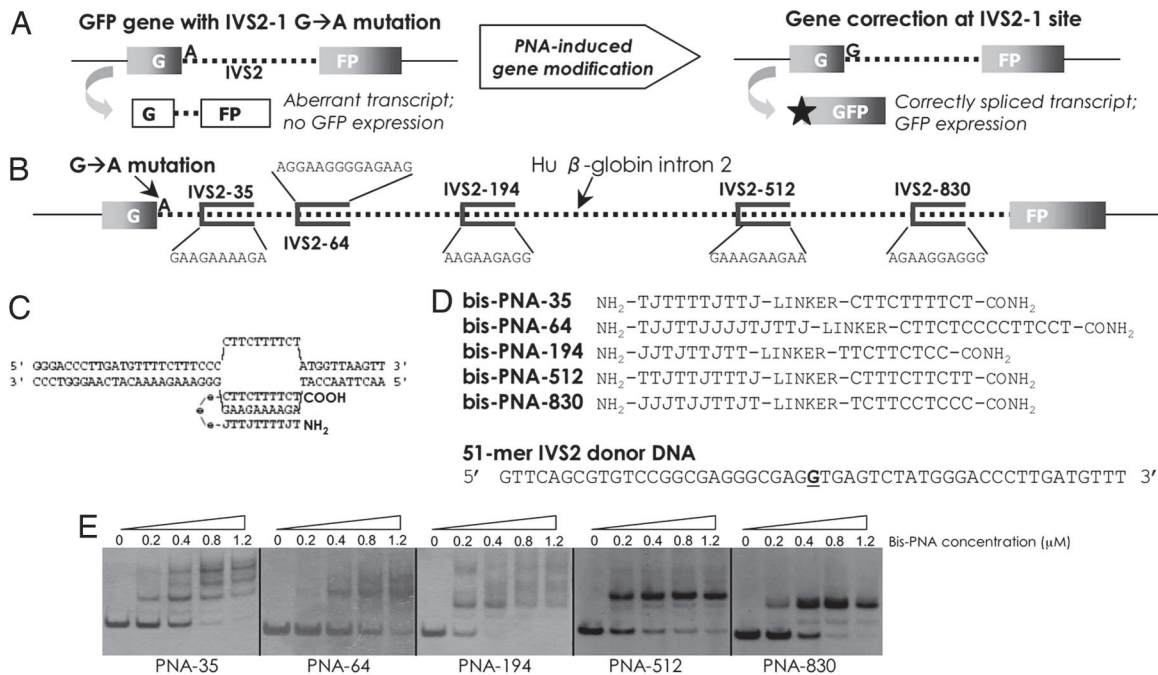 A
GFP gene with IVS2-1 G→A mutation
G
A
IVS2
FP
G
FP
Aberrant transcript;
no GFP expression
PNA-induced
gene modification
Gene correction at IVS2-1 site
G
G
FP
GFP
Correctly spliced transcript;
GFP expression
B
G→A mutation
AGGAAGGGGAGAAG
Hu β-globin intron 2
IVS2-35
IVS2-194
IVS2-512
IVS2-830
G
A
FP
IVS2-64
GAAGAAAAGA
AAGAAGAGG
GAAAGAAGAA
AGAAGGAGGG
C
CTTCTTTTCT
5' GGGACCCTTGATGTTTTCTTTCCC ATGGTTAAGTT 3'
3' CCCTGGGAACTACAAAAGAAAGGG TACCAATTCAA 5'
CTTCTTTTCT COOH
GAAGAAAAGA
JTTJTTTTJT NH2
D
bis-PNA-35 NH2-TJTTTTJTTJ-LINKER-CTTCTTTTCT-CONH2
bis-PNA-64 NH2-TJJTTJJJJTJTTJ-LINKER-CTTCTCCCCTTCCT-CONH2
bis-PNA-194 NH2-JJTJTTJTT-LINKER-TTCTTCTCC-CONH2
bis-PNA-512 NH2-TTJTTJTTTJ-LINKER-CTTTCTTCTT-CONH2
bis-PNA-830 NH2-JJJTJJTTJT-LINKER-TCTTCCTCCC-CONH2
51-mer IVS2 donor DNA
5' GTTCAGCGTGTCCGGCGAGGGCGAGGTGAGTCTATGGGACCCTTGATGTTT 3'
E
0 0.2 0.4 0.8 1.2 0 0.2 0.4 0.8 1.2 0 0.2 0.4 0.8 1.2 0 0.2 0.4 0.8 1.2 0 0.2 0.4 0.8 1.2 Bis-PNA concentration (μM)
PNA-35 PNA-64 PNA-194 PNA-512 PNA-830